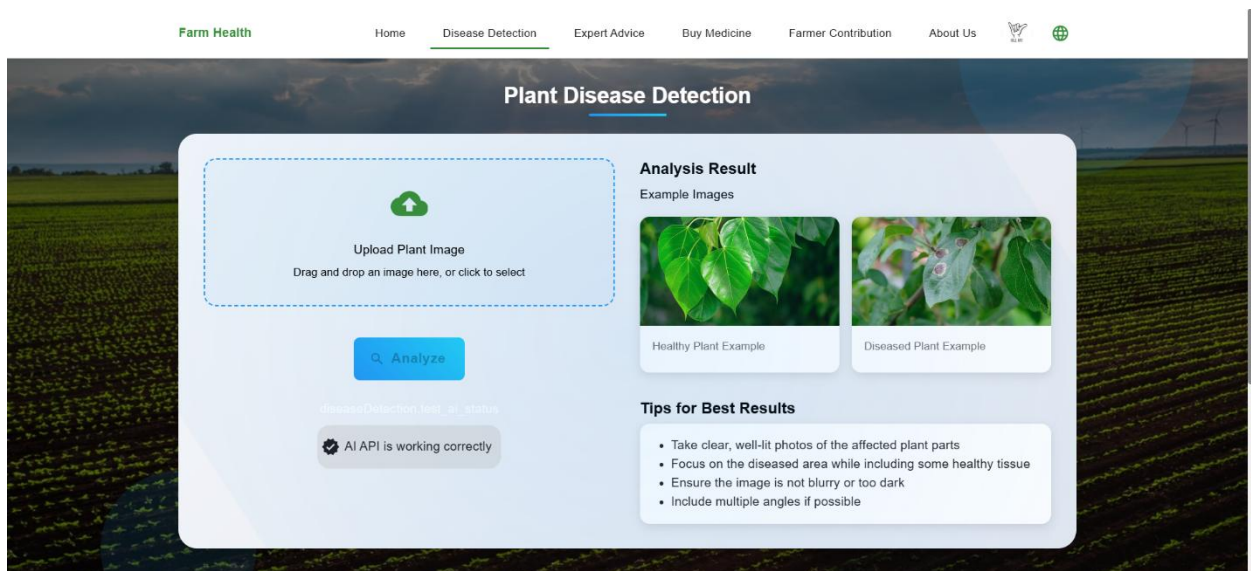 Farm Health
Home
Disease Detection
Expert Advice
Buy Medicine
Farmer Contribution
About Us
Plant Disease Detection
Upload Plant Image
Drag and drop an image here, or click to select
Analyze
diseaseDetection.test_ai_status
AI API is working correctly
Analysis Result
Example Images
Healthy Plant Example
Diseased Plant Example
Tips for Best Results
• Take clear, well-lit photos of the affected plant parts
• Focus on the diseased area while including some healthy tissue
• Ensure the image is not blurry or too dark
• Include multiple angles if possible